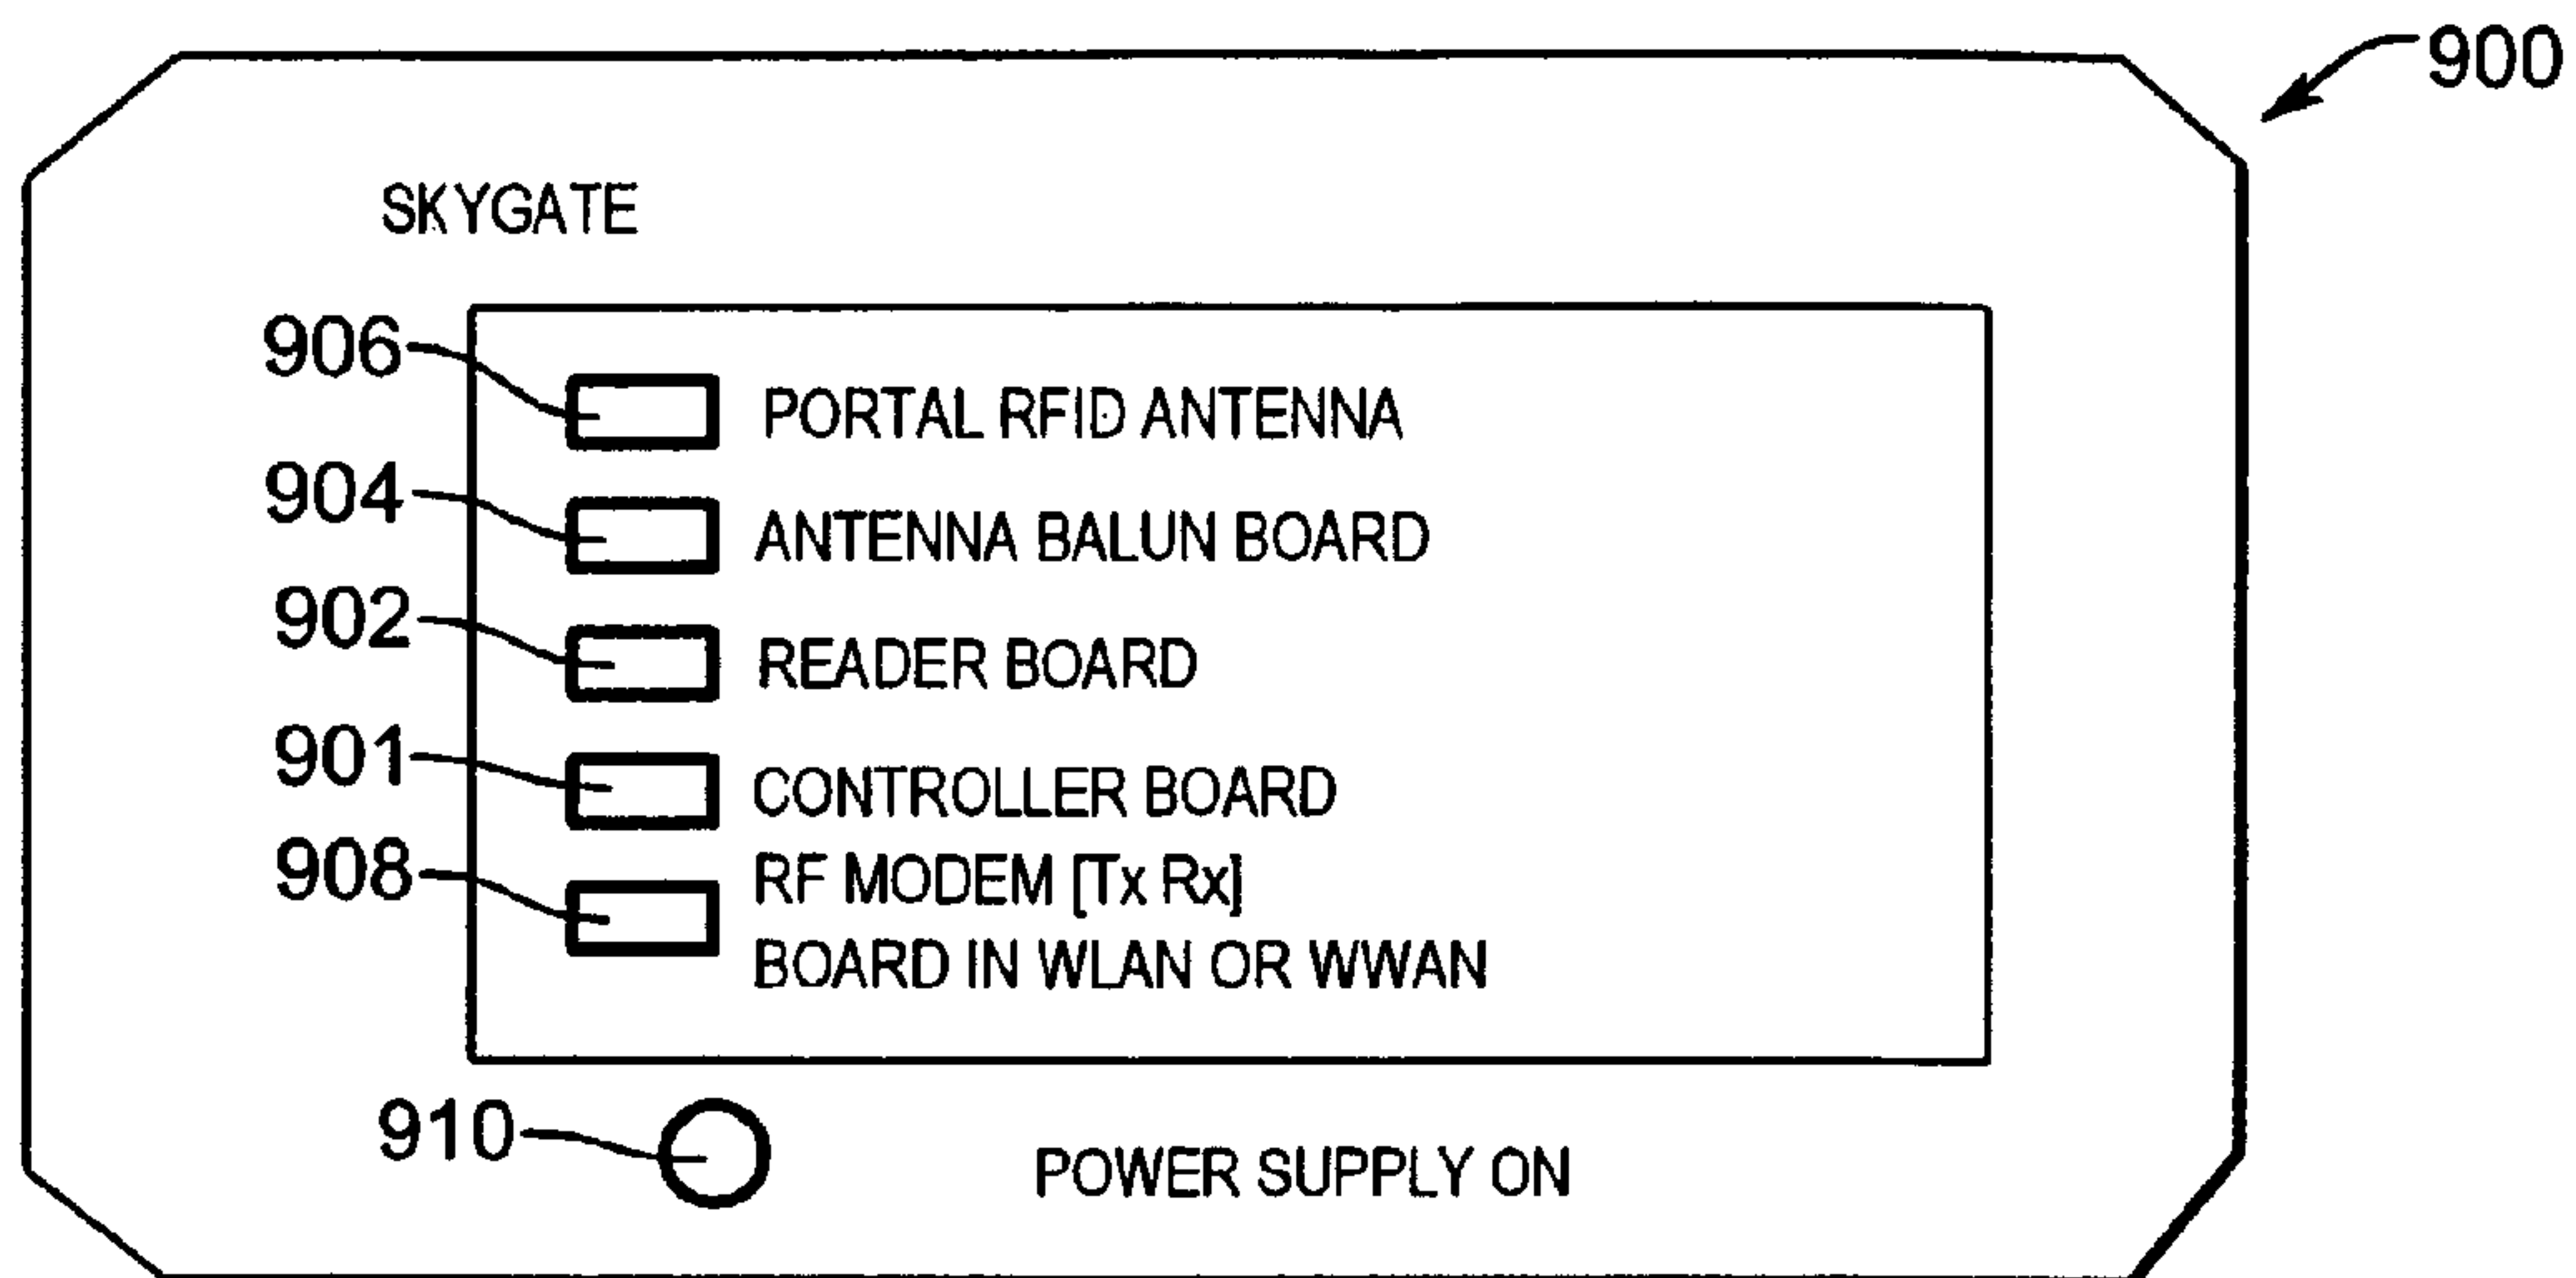 900
SKYGATE
906 PORTAL RFID ANTENNA
904 ANTENNA BALUN BOARD
902 READER BOARD
901 CONTROLLER BOARD
908 RF MODEM [Tx Rx]
BOARD IN WLAN OR WWAN
910 POWER SUPPLY ON